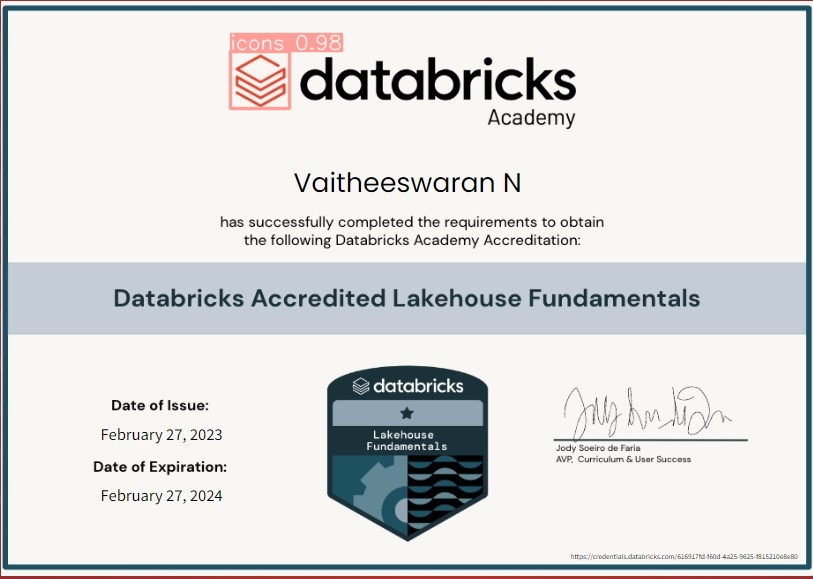 icons 0.98
databricks
Academy
Vaitheeswaran N
has successfully completed the requirements to obtain
the following Databricks Academy Accreditation:
Databricks Accredited Lakehouse Fundamentals
databricks
Lakehouse
Fundamentals
Date of Issue:
February 27, 2023
Date of Expiration:
February 27, 2024
Jody Soeiro de Faria
AVP, Curriculum & User Success
https://credentials.databricks.com/616917fd-f60d-4a25-9625-f815210e8e80